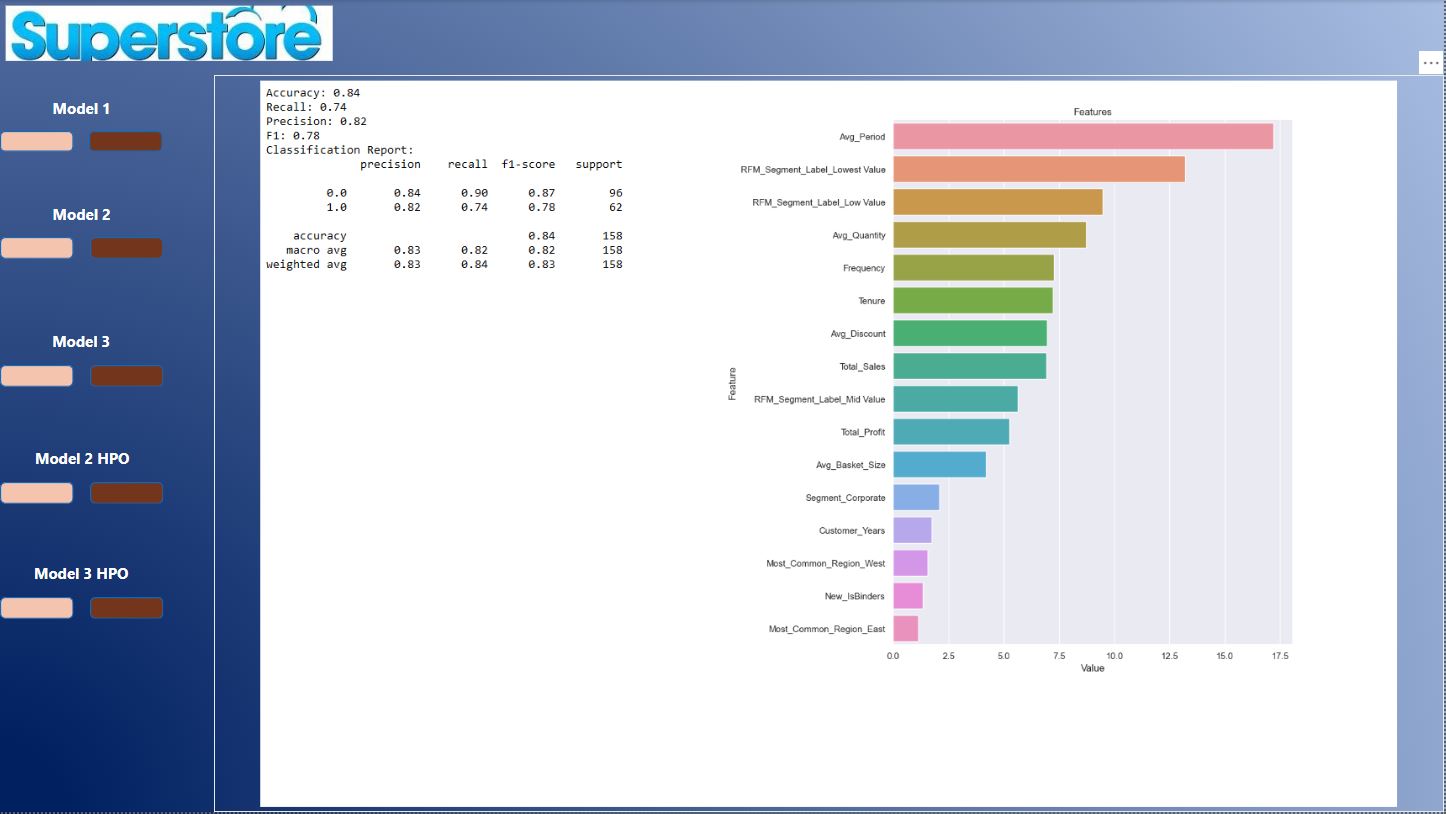 Superstore
...
Model 1
Model 2
Model 3
Model 2 HPO
Model 3 HPO
Accuracy: 0.84
Recall: 0.74
Precision: 0.82
F1: 0.78
Classification Report:
precision recall f1-score support
0.0 0.84 0.90 0.87 96
1.0 0.82 0.74 0.78 62
accuracy 0.84 158
macro avg 0.83 0.82 0.82 158
weighted avg 0.83 0.84 0.83 158
Features
Feature
Avg_Period
RFM_Segment_Label_Lowest Value
RFM_Segment_Label_Low Value
Avg_Quantity
Frequency
Tenure
Avg_Discount
Total_Sales
RFM_Segment_Label_Mid Value
Total_Profit
Avg_Basket_Size
Segment_Corporate
Customer_Years
Most_Common_Region_West
New_IsBinders
Most_Common_Region_East
0.0 2.5 5.0 7.5 10.0 12.5 15.0 17.5
Value